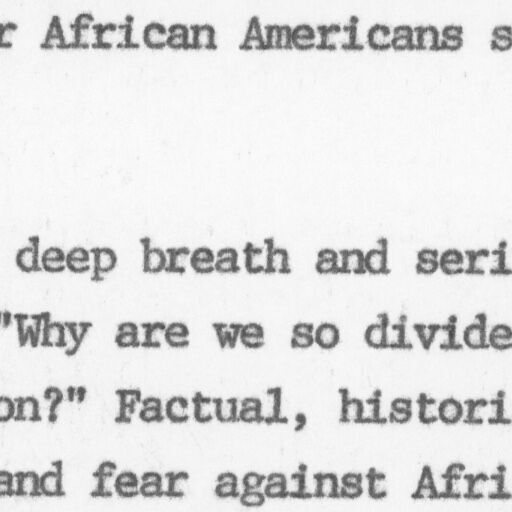 r African Americans s
deep breath and seri
"Why are we so divide
on?" Factual, histori
and fear against Afri